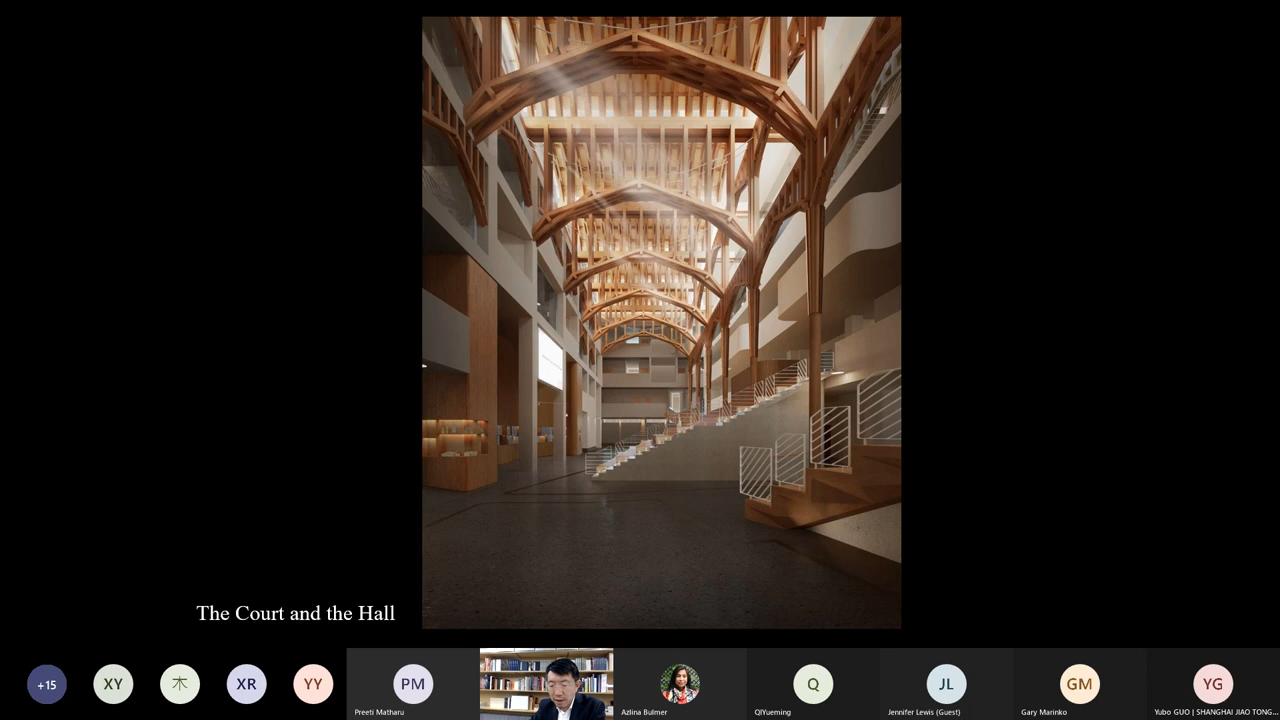 The Court and the Hall
+15
XY
木
XR
YY
PM
Preeti Matharu
Azlina Bulmer
Q
QIYueming
JL
Jennifer Lewis (Guest)
GM
Gary Marinko
YG
Yubo GUO | SHANGHAI JIAO TONG...